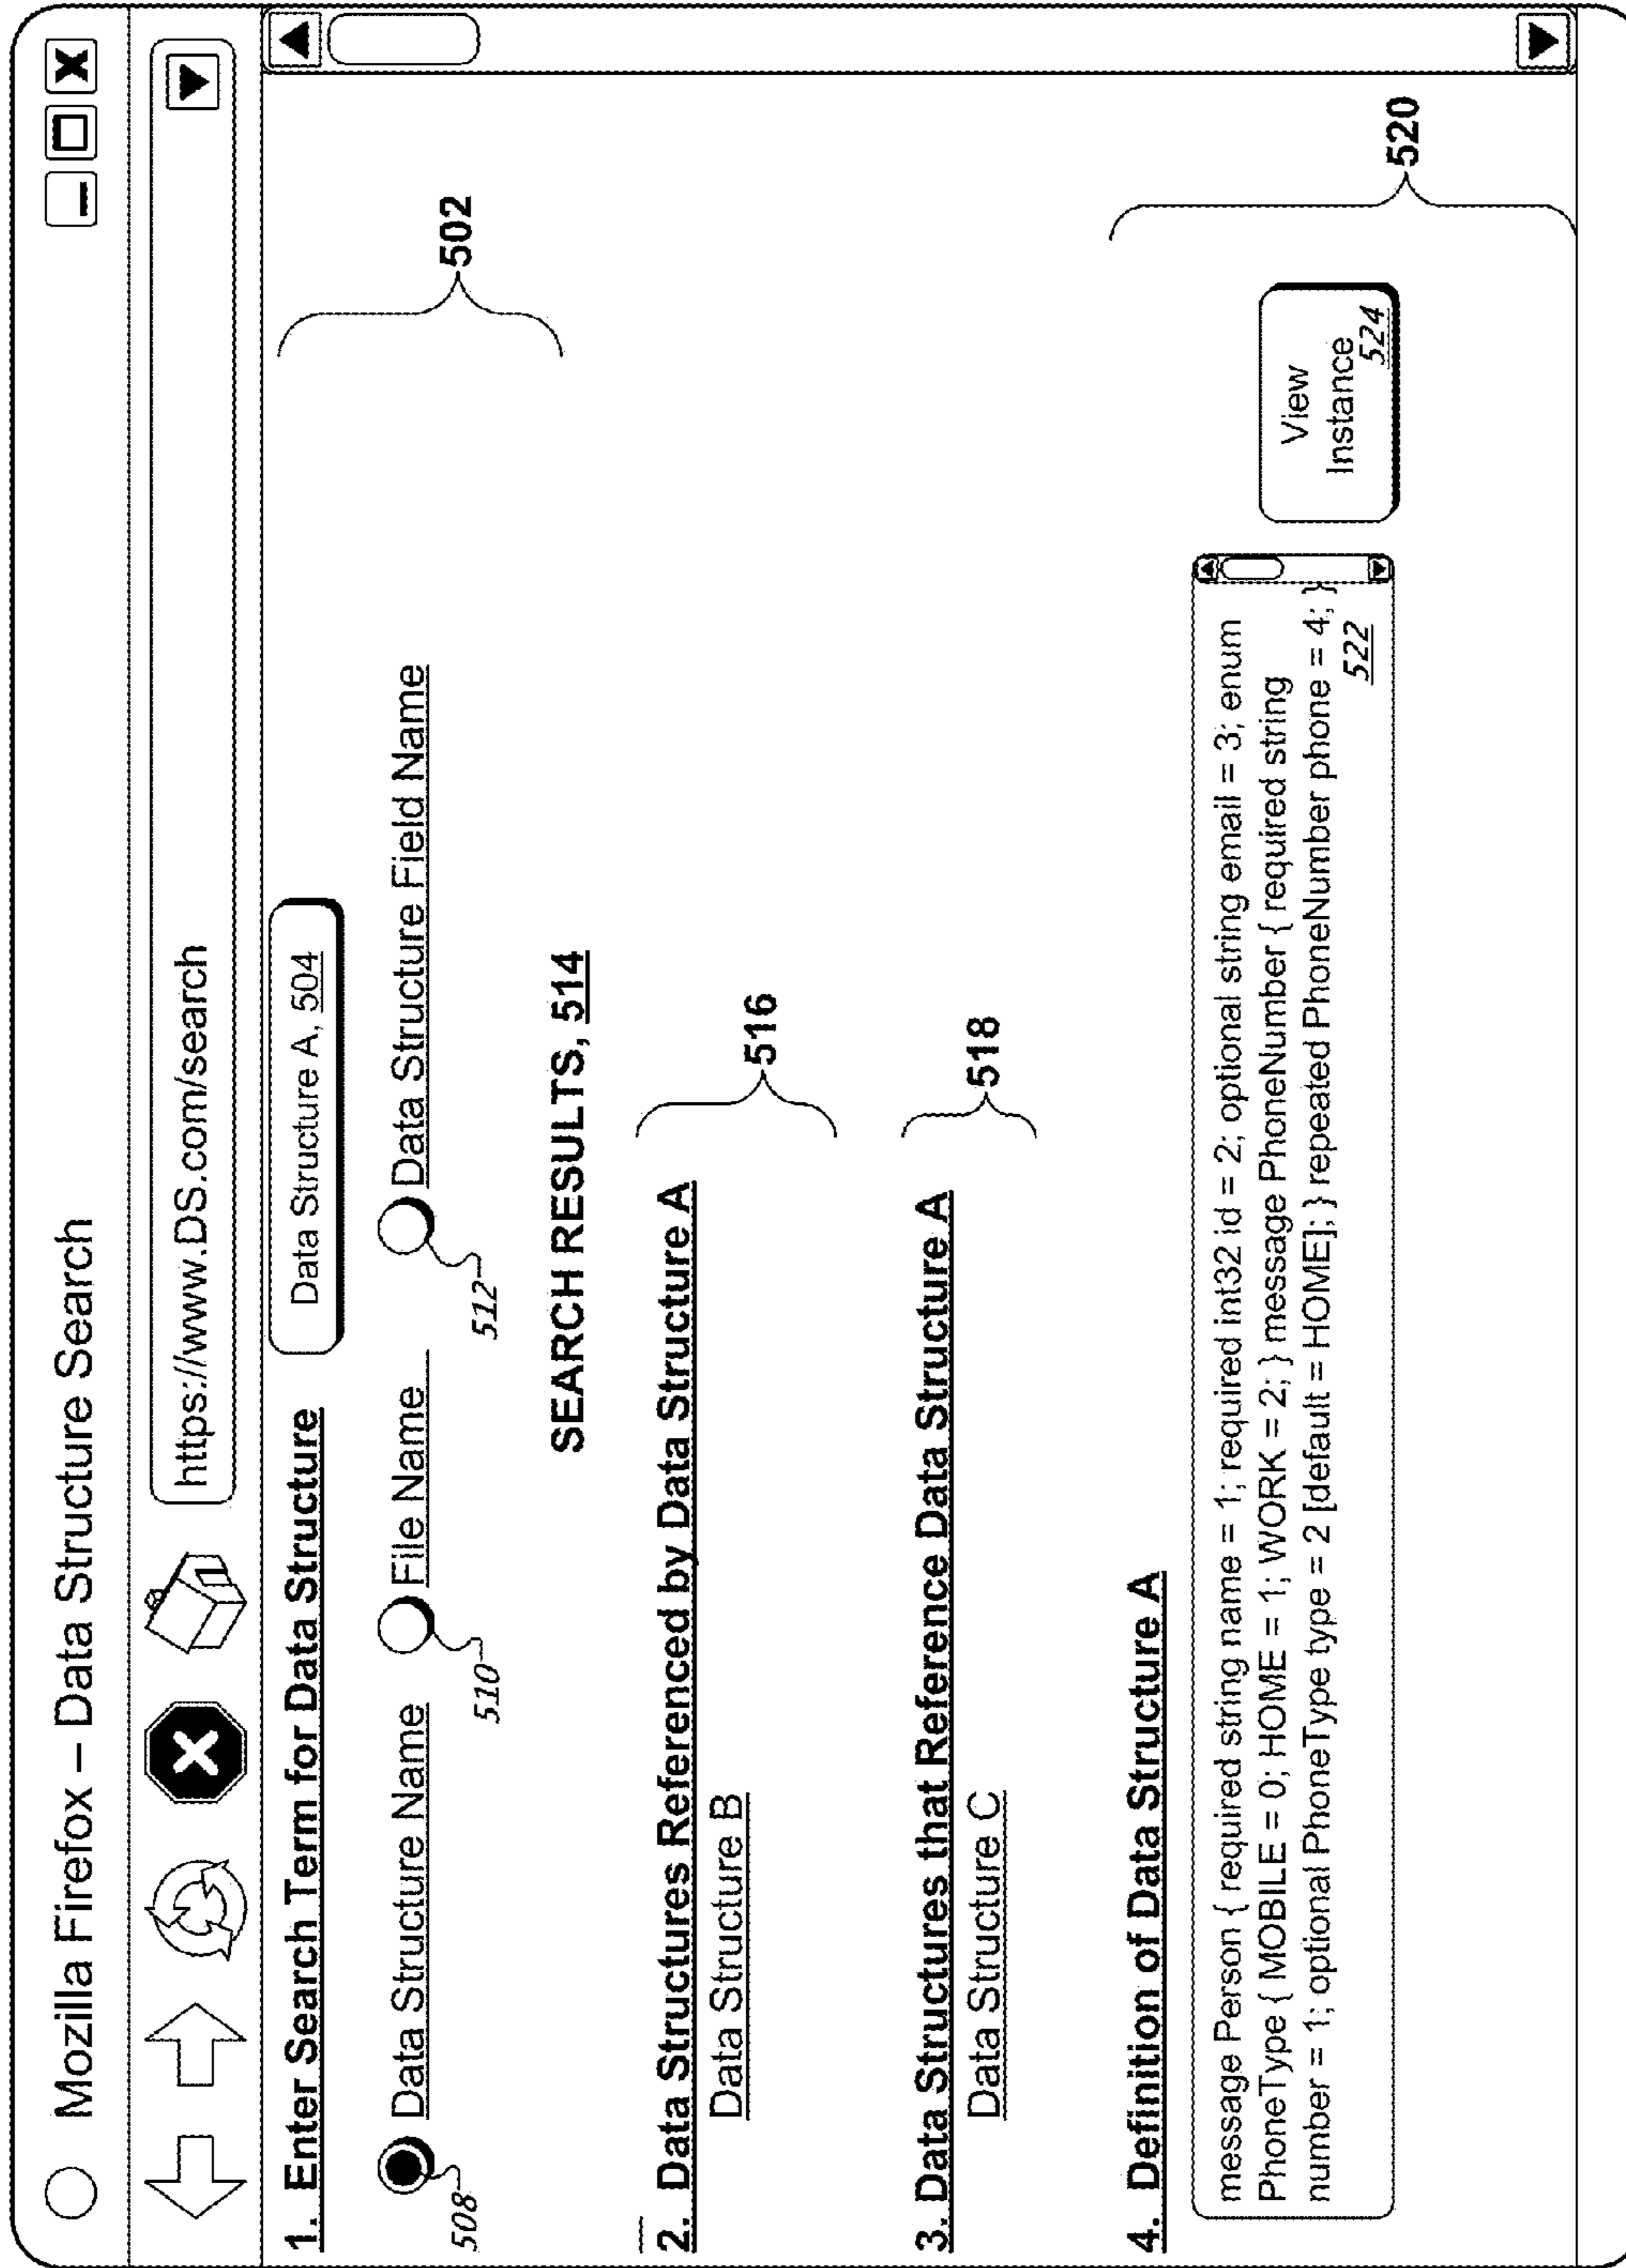 Mozilla Firefox – Data Structure Search
https://www.DS.com/search
1. Enter Search Term for Data Structure
Data Structure A, 504
502
Data Structure Name
File Name
Data Structure Field Name
508
510
512
SEARCH RESULTS, 514
2. Data Structures Referenced by Data Structure A
516
Data Structure B
3. Data Structures that Reference Data Structure A
518
Data Structure C
4. Definition of Data Structure A
message Person { required string name = 1; required int32 id = 2; optional string email = 3; enum
PhoneType { MOBILE = 0; HOME = 1; WORK = 2; } message PhoneNumber { required string
number = 1; optional PhoneType type = 2 [default = HOME]; } repeated PhoneNumber phone = 4; }
522
View
Instance
524
520